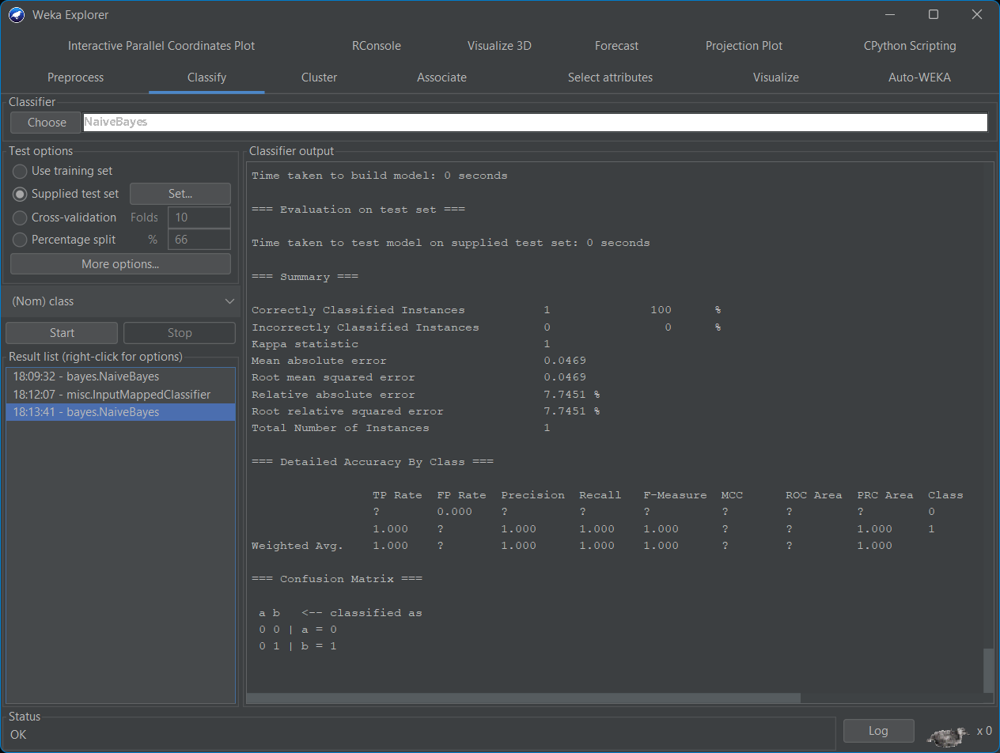 Weka Explorer
Interactive Parallel Coordinates Plot RConsole Visualize 3D Forecast Projection Plot CPython Scripting
Preprocess Classify Cluster Associate Select attributes Visualize Auto-WEKA
Classifier
Choose NaiveBayes
Test options
Use training set
Supplied test set Set...
Cross-validation Folds 10
Percentage split % 66
More options...
(Nom) class
Start Stop
Result list (right-click for options)
18:09:32 - bayes.NaiveBayes
18:12:07 - misc.InputMappedClassifier
18:13:41 - bayes.NaiveBayes
Classifier output
Time taken to build model: 0 seconds
=== Evaluation on test set ===
Time taken to test model on supplied test set: 0 seconds
=== Summary ===
Correctly Classified Instances 1 100 %
Incorrectly Classified Instances 0 0 %
Kappa statistic 1
Mean absolute error 0.0469
Root mean squared error 0.0469
Relative absolute error 7.7451 %
Root relative squared error 7.7451 %
Total Number of Instances 1
=== Detailed Accuracy By Class ===
TP Rate FP Rate Precision Recall F-Measure MCC ROC Area PRC Area Class
? 0.000 ? ? ? ? ? ? 0
1.000 ? 1.000 1.000 1.000 ? ? 1.000 1
Weighted Avg. 1.000 ? 1.000 1.000 1.000 ? ? 1.000
=== Confusion Matrix ===
a b <-- classified as
0 0 | a = 0
0 1 | b = 1
Status
OK
Log
x 0